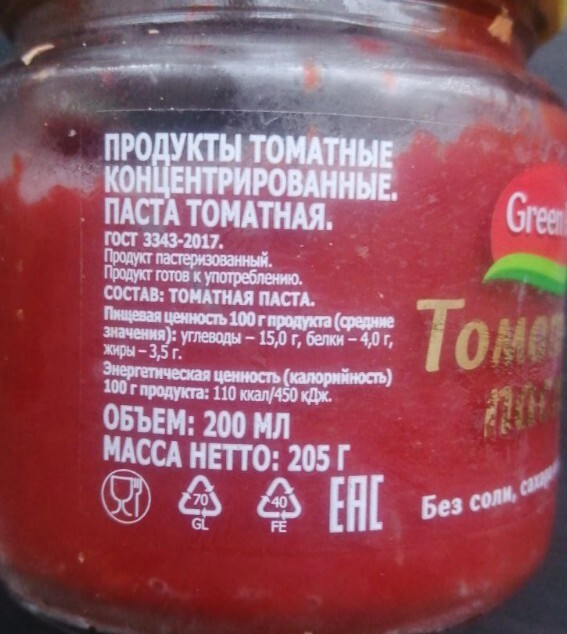 ПРОДУКТЫ ТОМАТНЫЕ
КОНЦЕНТРИРОВАННЫЕ.
ПАСТА ТОМАТНАЯ.
ГОСТ 3343-2017.
Продукт пастеризованный.
Продукт готов к употреблению.
СОСТАВ: ТОМАТНАЯ ПАСТА.
Пищевая ценность 100 г продукта (средние
значения): углеводы – 15,0 г, белки – 4,0 г,
жиры – 3,5 г.
Энергетическая ценность (калорийность)
100 г продукта: 110 ккал/450 кДж.
ОБЪЕМ: 200 МЛ
МАССА НЕТТО: 205 Г
70
GL
40
FE
EAC
Green
Без соли,